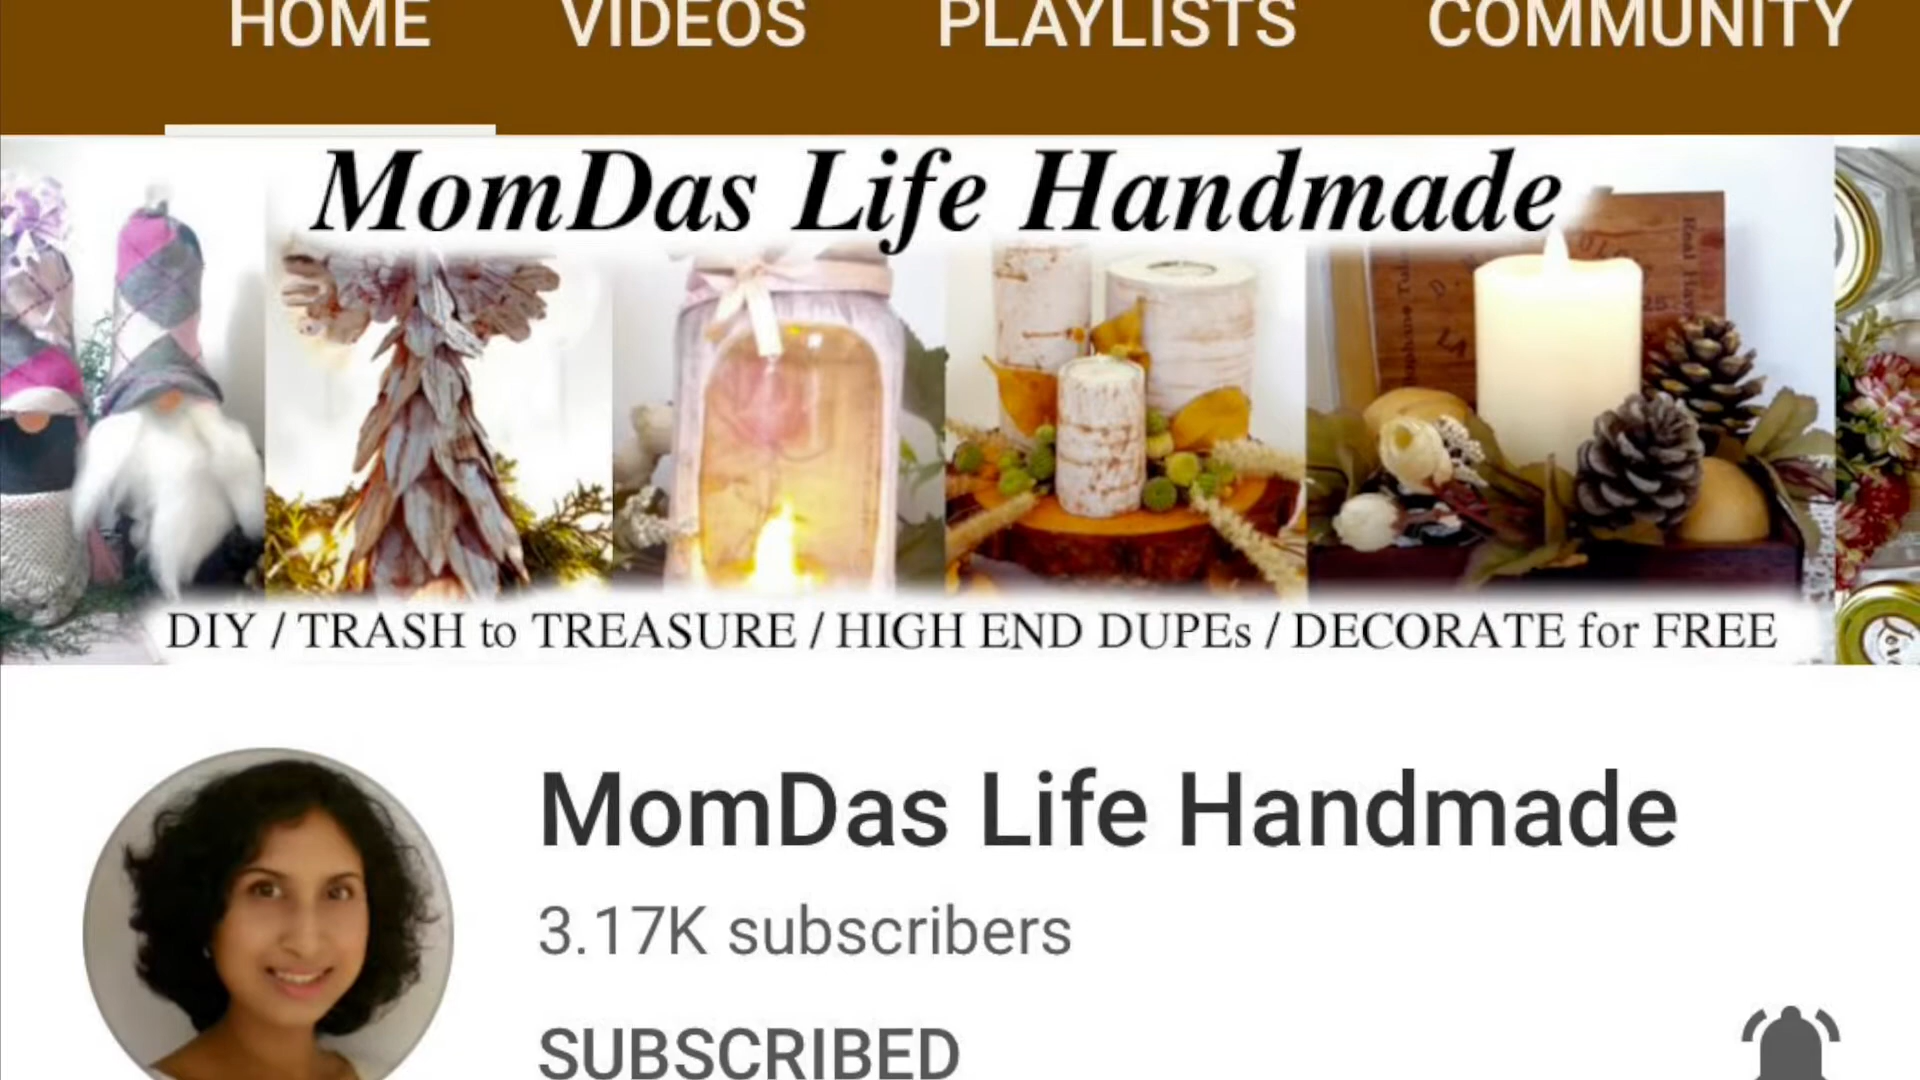 HOME VIDEOS PLAYLISTS COMMUNITY
MomDas Life Handmade
DIY / TRASH to TREASURE / HIGH END DUPEs / DECORATE for FREE
MomDas Life Handmade
3.17K subscribers
SUBSCRIBED